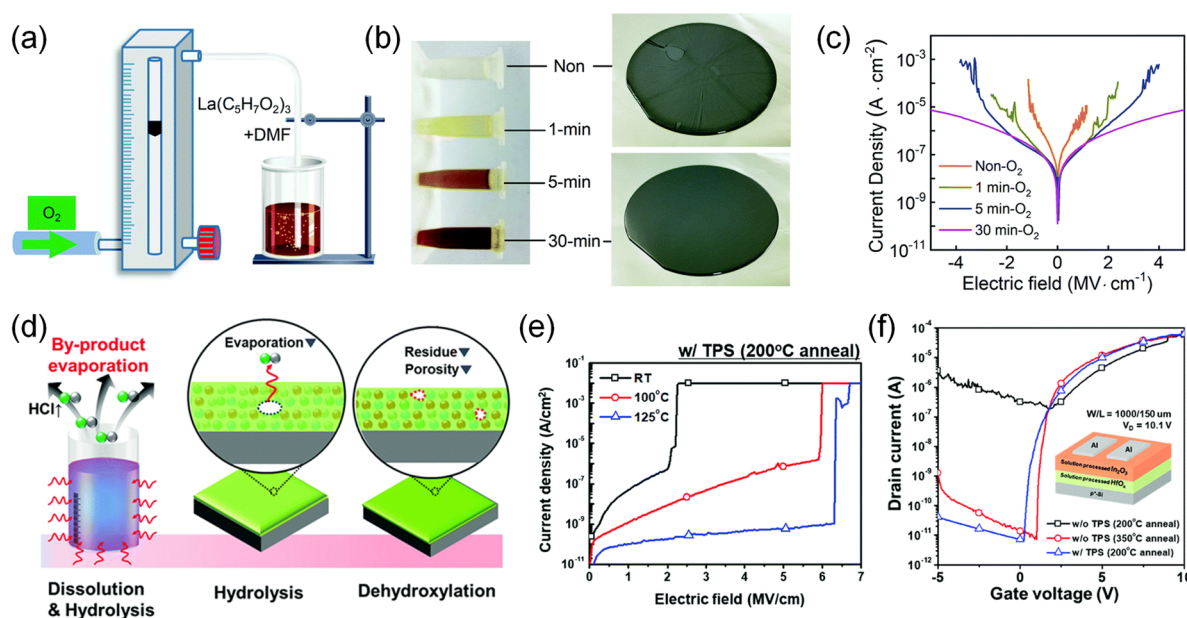 (a)
La(C5H7O2)3
+DMF
O2
(b)
Non
1-min
5-min
30-min
(c)
Current Density (A · cm-2)
10-3
10-5
10-7
10-9
10-11
Non-O2
1 min-O2
5 min-O2
30 min-O2
-4 -2 0 2 4
Electric field (MV· cm-1)
(d)
By-product
evaporation
HCl↑
Evaporation▼
Residue▼
Porosity▼
Dissolution
& Hydrolysis
Hydrolysis
Dehydroxylation
(e)
w/ TPS (200oC anneal)
Current density (A/cm2)
10-1
10-3
10-5
10-7
10-9
10-11
RT
100°C
125°C
0 1 2 3 4 5 6 7
Electric field (MV/cm)
(f)
Drain current (A)
10-4
10-5
10-6
10-7
10-8
10-9
10-10
10-11
10-12
W/L = 1000/150 um
VD = 10.1 V
Al
Al
Solution processed In2O3
Solution processed HfOx
p+-Si
w/o TPS (200°C anneal)
w/o TPS (350°C anneal)
w/ TPS (200°C anneal)
-5 0 5 10
Gate voltage (V)